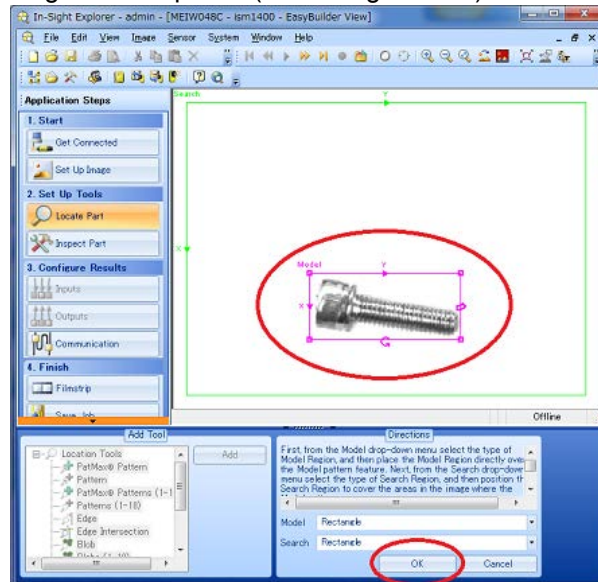 In-Sight Explorer - admin - [MEIW048C - ism1400 - EasyBuilder View]
File Edit View Image Sensor System Window Help
Application Steps
1. Start
Get Connected
Set Up Image
2. Set Up Tools
Locate Part
Inspect Part
3. Configure Results
Inputs
Outputs
Communication
4. Finish
Filmstrip
Save Job
Search
Y
X
Model
Y
X
Offline
Add Tool
Location Tools
PatMax® Pattern
Pattern
PatMax® Patterns (1-1
Patterns (1-10)
Edge
Edge Intersection
Blob
Add
Directions
First, from the Model drop-down menu select the type of
Model Region, and then place the Model Region directly over
the Model pattern feature. Next, from the Search drop-down
menu select the type of Search Region, and then position th
Search Region to cover the areas in the image where the
Model Rectangle
Search Rectangle
OK Cancel